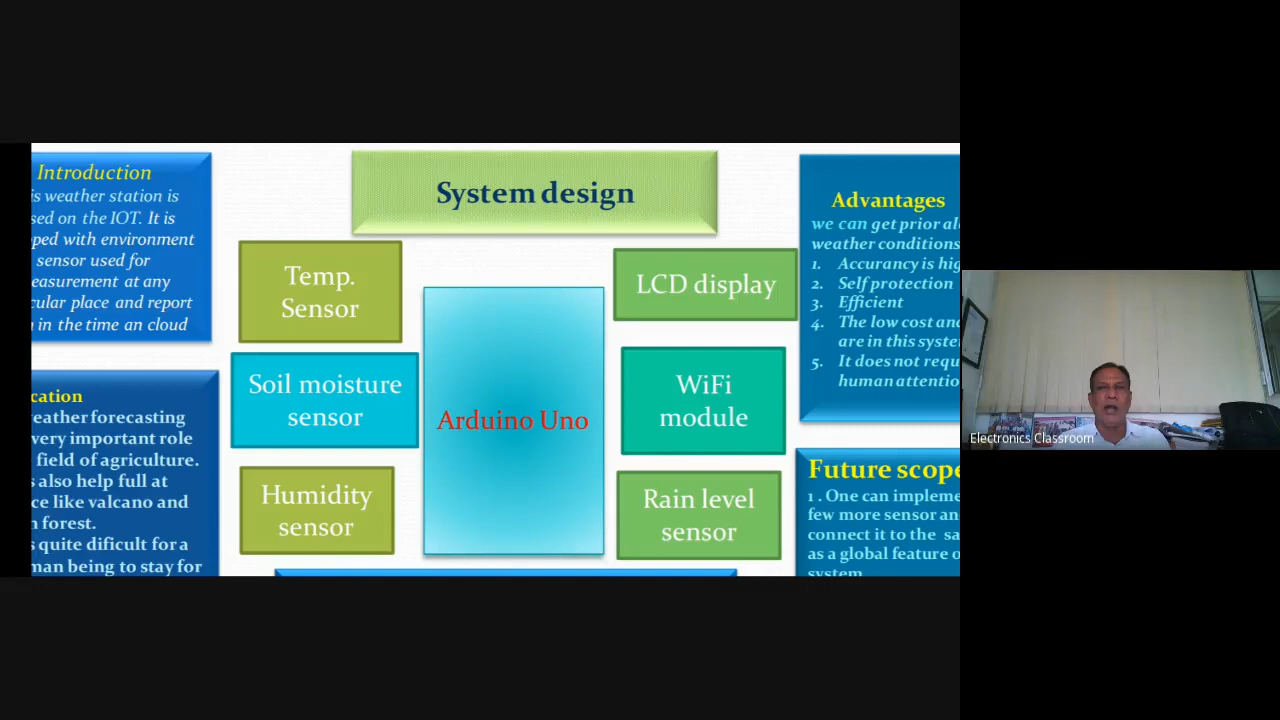 Introduction
is weather station is
sed on the IOT. It is
ped with environment
sensor used for
easurement at any
cular place and report
in the time an cloud
cation
eather forecasting
very important role
field of agriculture.
s also help full at
ce like valcano and
n forest.
s quite dificult for a
man being to stay for
System design
Temp.
Sensor
Soil moisture
sensor
Humidity
sensor
Arduino Uno
LCD display
WiFi
module
Rain level
sensor
Advantages
we can get prior al
weather conditions
1. Accurancy is hig
2. Self protection
3. Efficient
4. The low cost an
are in this syste
5. It does not requ
human attentio
Future scope
1 . One can impleme
few more sensor an
connect it to the sa
as a global feature o
system
Electronics Classroom